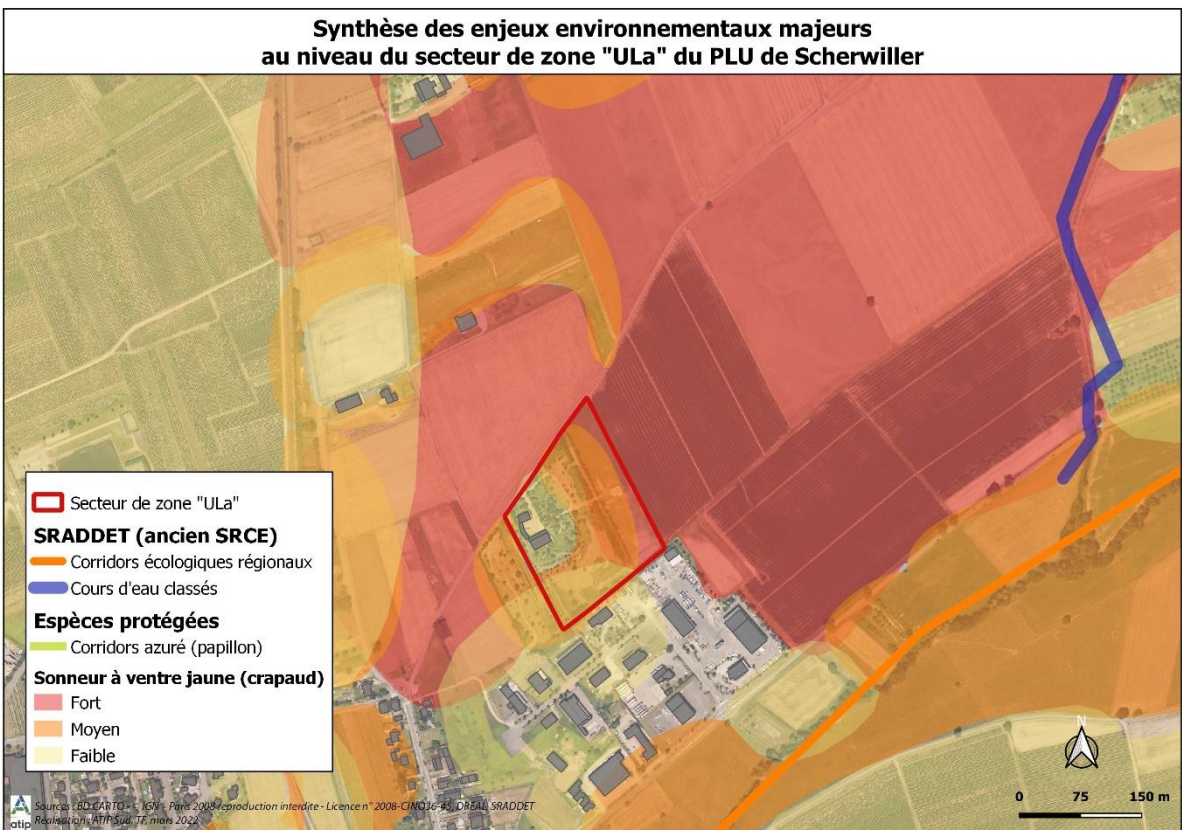 Synthèse des enjeux environnementaux majeurs
au niveau du secteur de zone "ULa" du PLU de Scherwiller
Secteur de zone "ULa"
SRADDET (ancien SRCE)
Corridors écologiques régionaux
Cours d'eau classés
Espèces protégées
Corridors azuré (papillon)
Sonneur à ventre jaune (crapaud)
Fort
Moyen
Faible
N
0 75 150 m
atip
Sources : BD CARTO - © IGN - Paris 2008 reproduction interdite - Licence n° 2008-CINO36-45, DREAL, SRADDET
Réalisation : ATIP Sud, TF, mars 2022